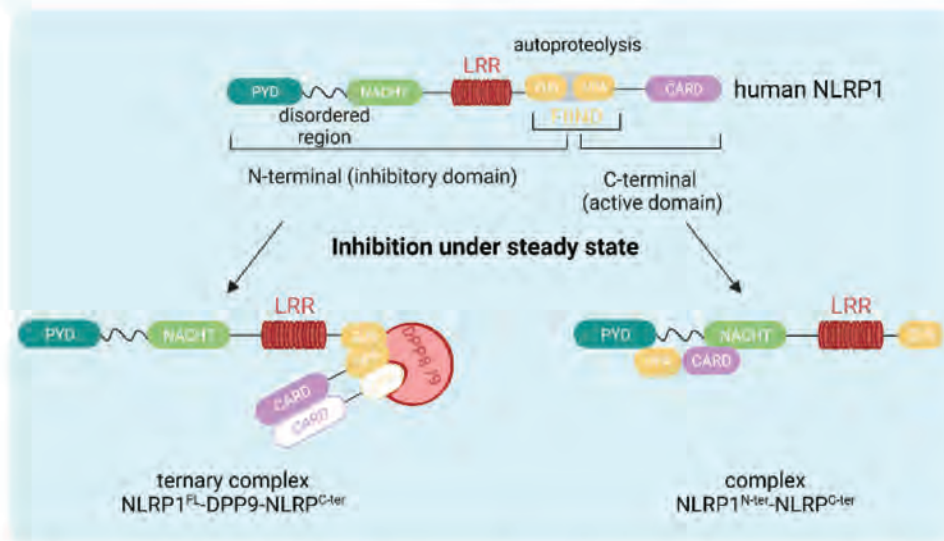 autoproteolysis
LRR
PYD
NACHT
ZU5
UPA
CARD
human NLRP1
disordered
region
FIIND
N-terminal (inhibitory domain)
C-terminal
(active domain)
Inhibition under steady state
LRR
PYD
NACHT
DPP8/9
CARD
CARD
ternary complex
NLRP1FL-DPP9-NLRPC-ter
LRR
PYD
NACHT
CARD
complex
NLRP1N-ter-NLRPC-ter